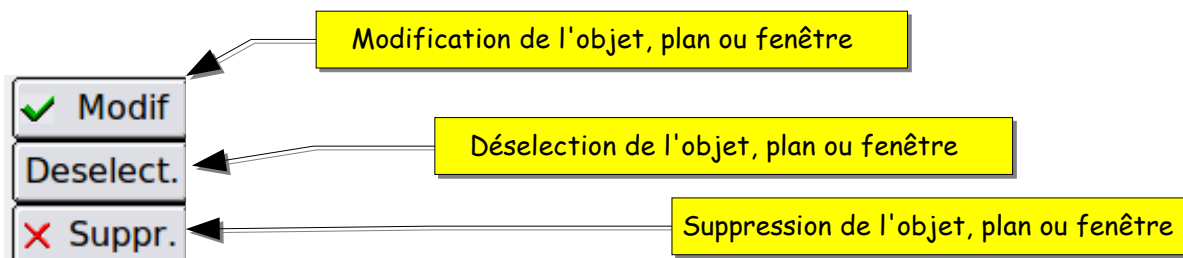 Modification de l'objet, plan ou fenêtre
Modif
Déselection de l'objet, plan ou fenêtre
Deselect.
Suppression de l'objet, plan ou fenêtre
Suppr.